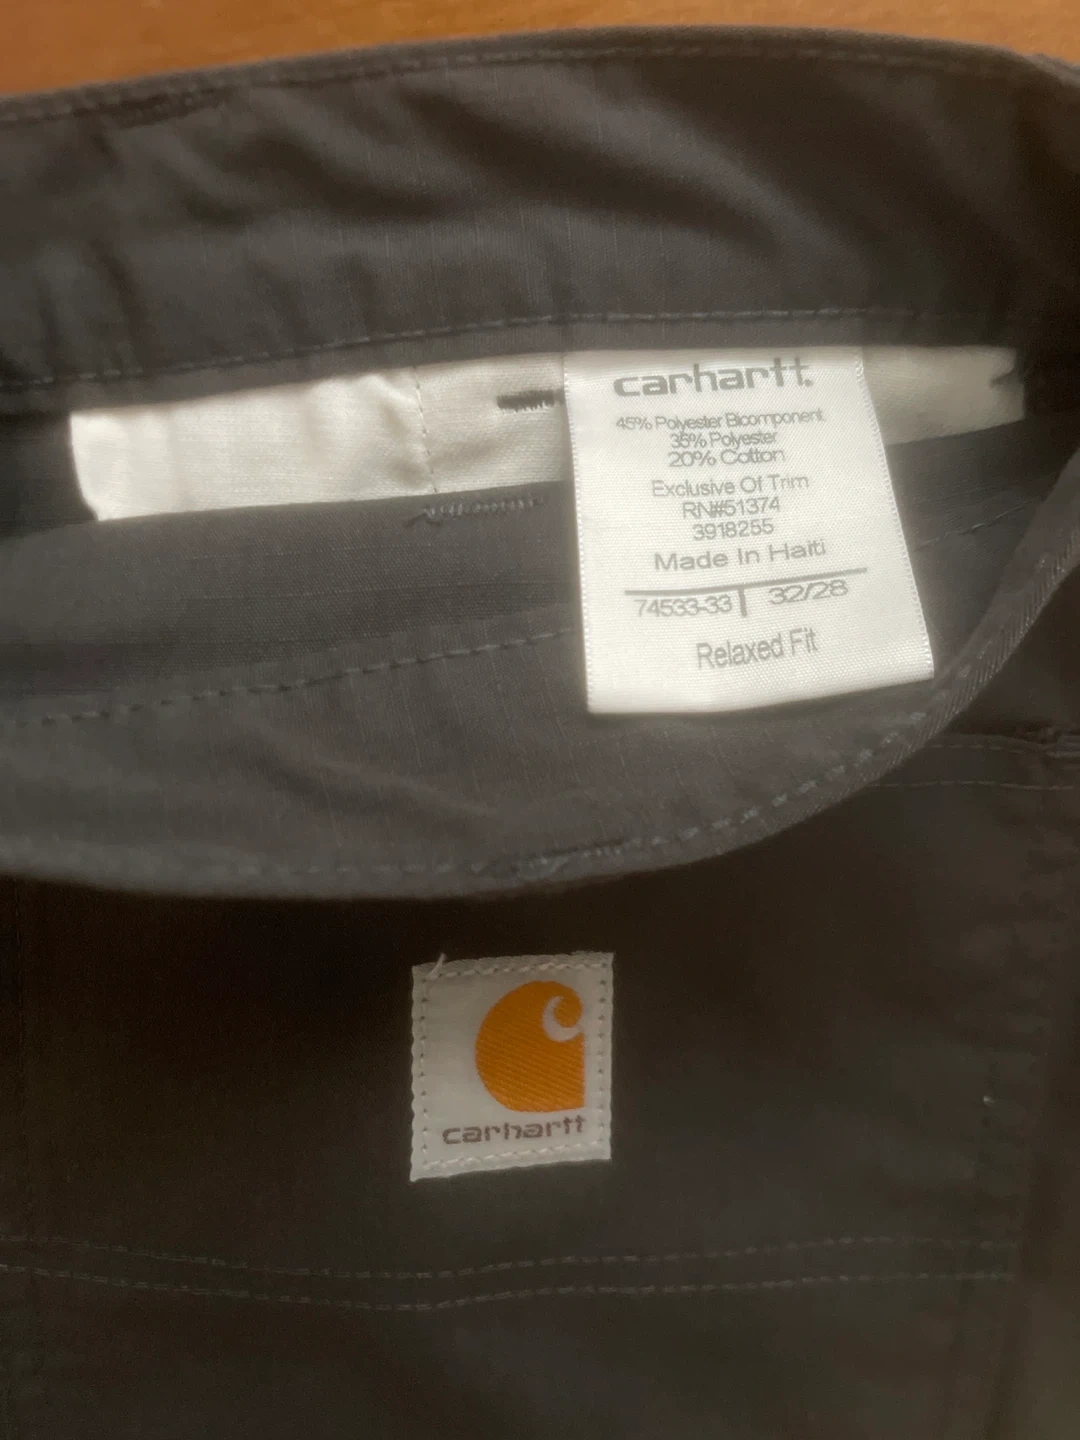 carhartt.
45% Polyester Bicomponent
35% Polyester
20% Cotton
Exclusive Of Trim
RN#51374
3918255
Made In Haiti
74533-33 32/28
Relaxed Fit
carhartt